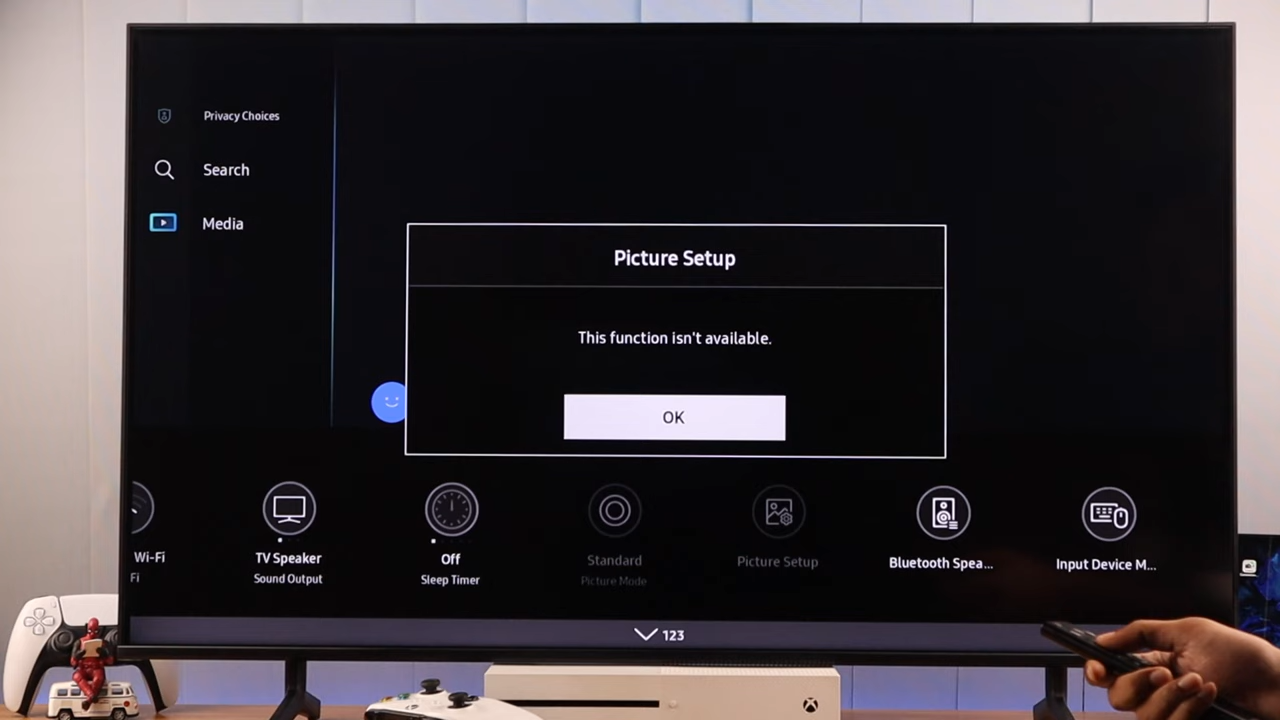 Privacy Choices
Search
Media
Picture Setup
This function isn't available.
OK
Wi-Fi
Fi
TV Speaker
Sound Output
Off
Sleep Timer
Standard
Picture Mode
Picture Setup
Bluetooth Spea...
Input Device M...
123